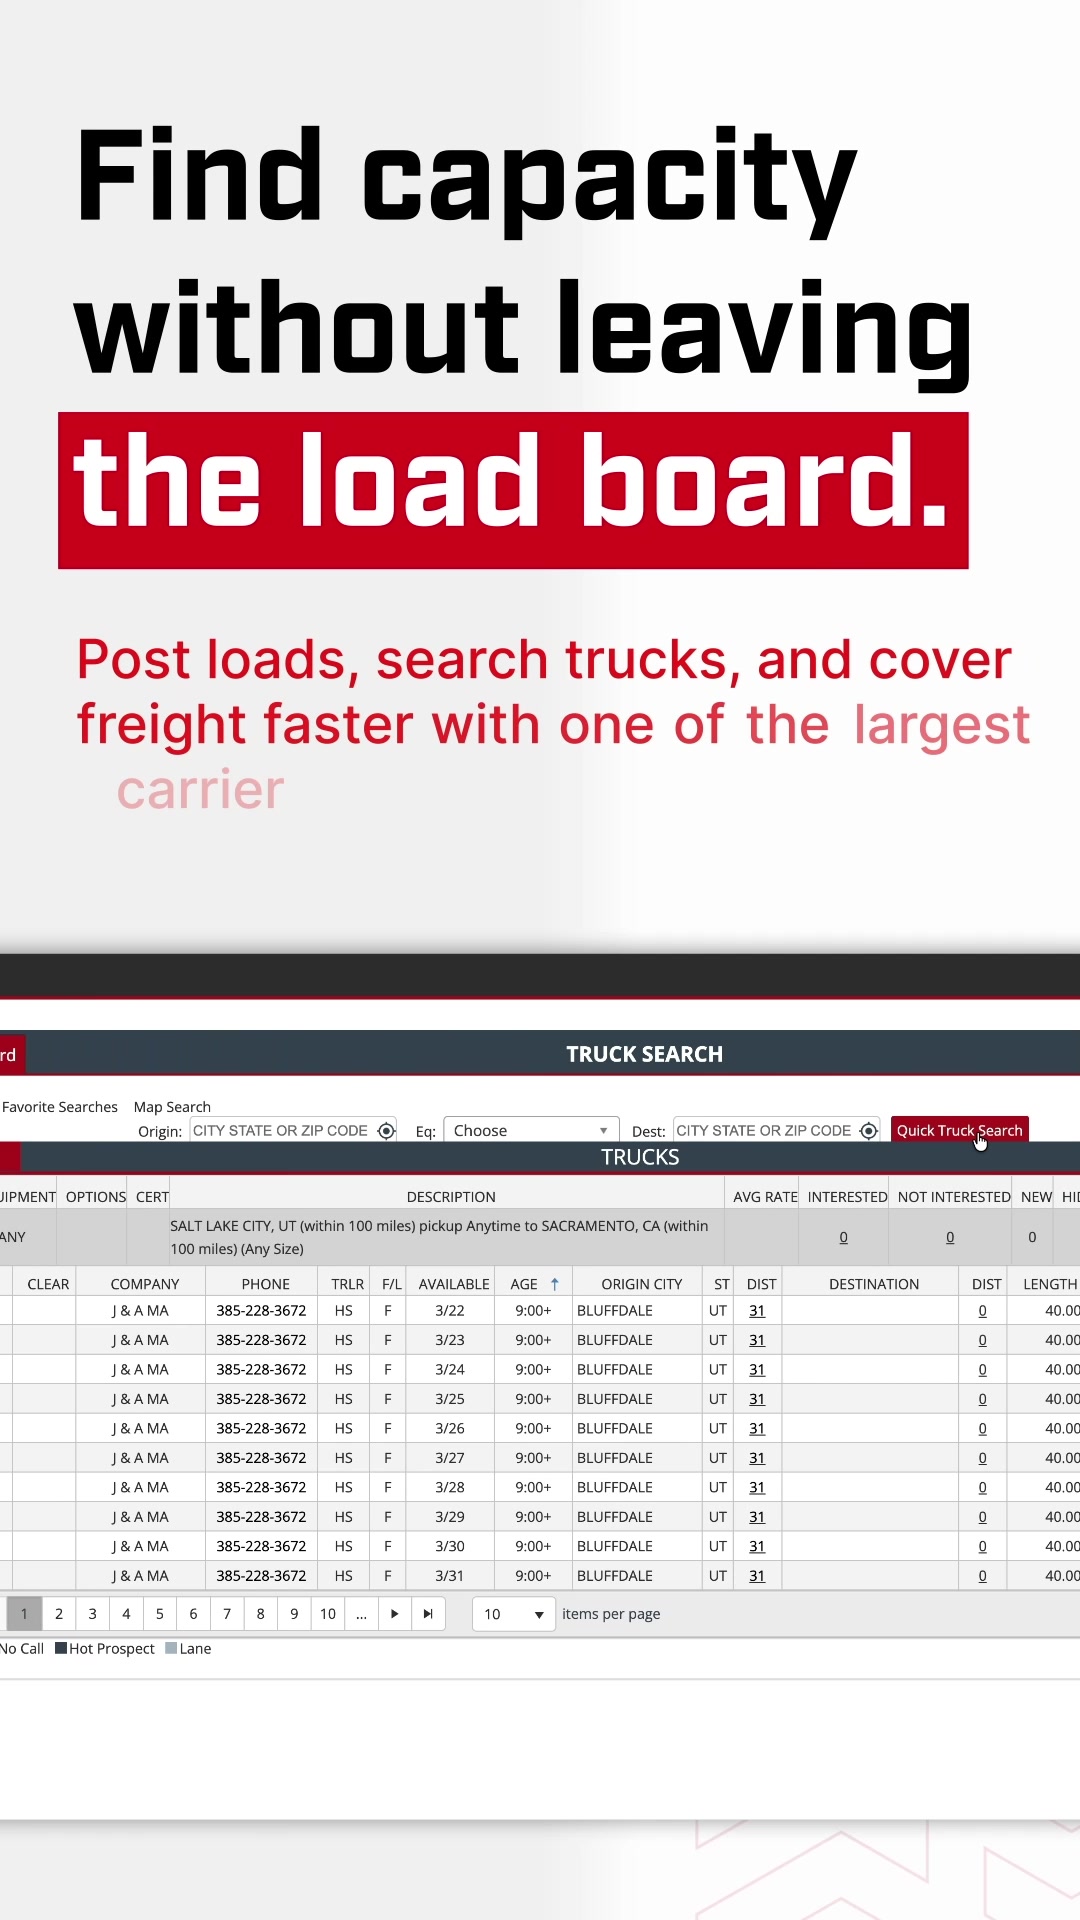 Find capacity
without leaving
the load board.
Post loads, search trucks, and cover
freight faster with one of the largest
carrier
rd TRUCK SEARCH
Favorite Searches Map Search
Origin: CITY STATE OR ZIP CODE Eq: Choose Dest: CITY STATE OR ZIP CODE Quick Truck Search
TRUCKS
UIPMENT OPTIONS CERT DESCRIPTION AVG RATE INTERESTED NOT INTERESTED NEW HI
ANY SALT LAKE CITY, UT (within 100 miles) pickup Anytime to SACRAMENTO, CA (within 0 0 0
100 miles) (Any Size)
CLEAR COMPANY PHONE TRLR F/L AVAILABLE AGE ↑ ORIGIN CITY ST DIST DESTINATION DIST LENGTH
J & A MA 385-228-3672 HS F 3/22 9:00+ BLUFFDALE UT 31 0 40.00
J & A MA 385-228-3672 HS F 3/23 9:00+ BLUFFDALE UT 31 0 40.00
J & A MA 385-228-3672 HS F 3/24 9:00+ BLUFFDALE UT 31 0 40.00
J & A MA 385-228-3672 HS F 3/25 9:00+ BLUFFDALE UT 31 0 40.00
J & A MA 385-228-3672 HS F 3/26 9:00+ BLUFFDALE UT 31 0 40.00
J & A MA 385-228-3672 HS F 3/27 9:00+ BLUFFDALE UT 31 0 40.00
J & A MA 385-228-3672 HS F 3/28 9:00+ BLUFFDALE UT 31 0 40.00
J & A MA 385-228-3672 HS F 3/29 9:00+ BLUFFDALE UT 31 0 40.00
J & A MA 385-228-3672 HS F 3/30 9:00+ BLUFFDALE UT 31 0 40.00
J & A MA 385-228-3672 HS F 3/31 9:00+ BLUFFDALE UT 31 0 40.00
1 2 3 4 5 6 7 8 9 10 ... 10 items per page
No Call Hot Prospect Lane